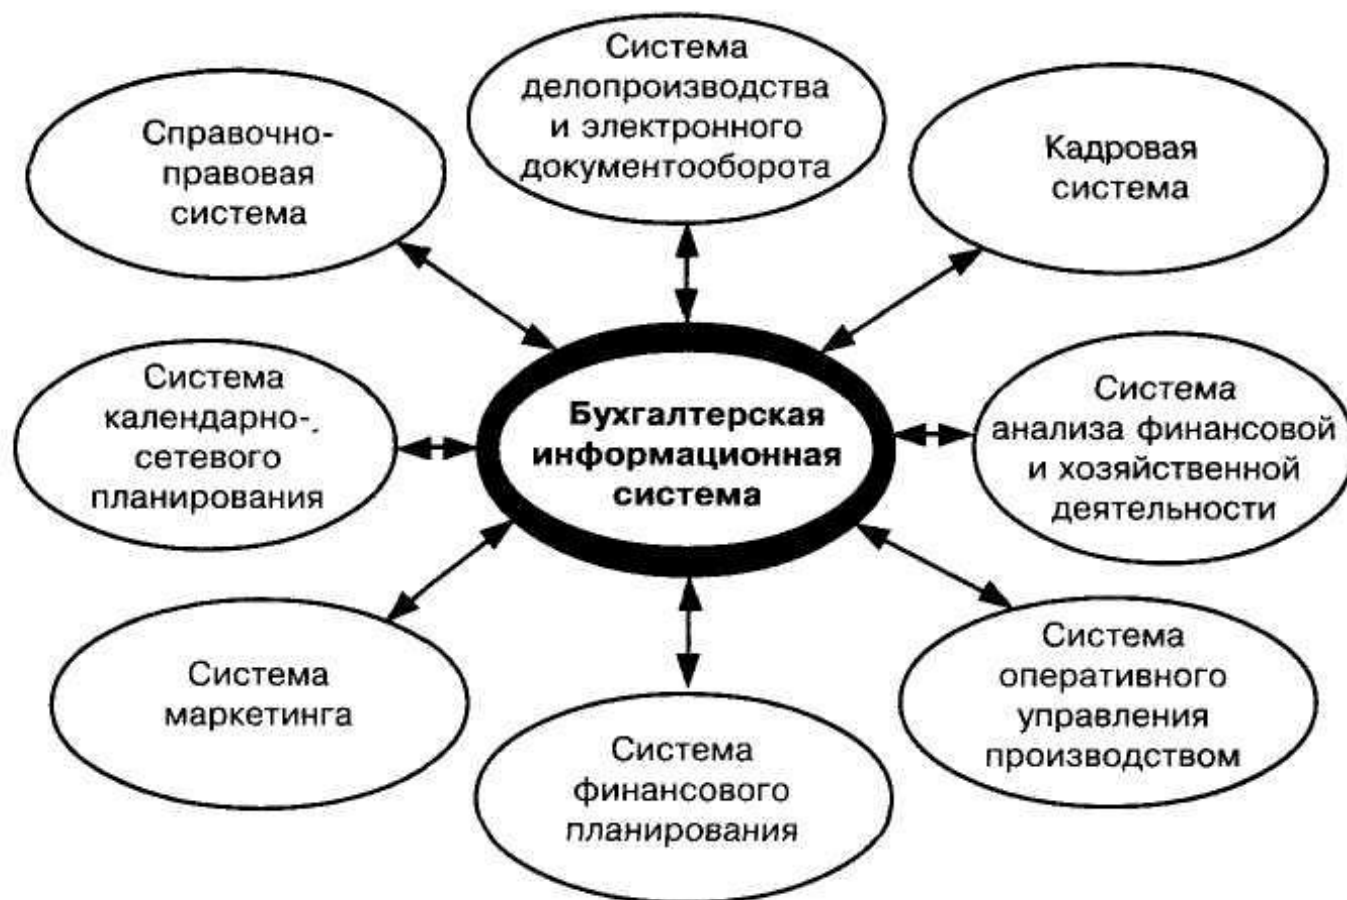 Система
делопроизводства
и электронного
документооборота
Справочно-
правовая
система
Кадровая
система
Система
календарно-
сетевого
планирования
Бухгалтерская
информационная
система
Система
анализа финансовой
и хозяйственной
деятельности
Система
маркетинга
Система
финансового
планирования
Система
оперативного
управления
производством